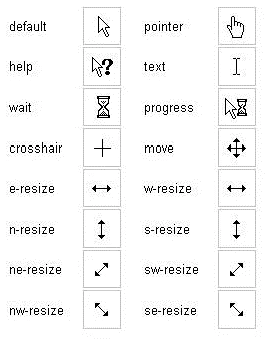 default pointer
help text
wait progress
crosshair move
e-resize w-resize
n-resize s-resize
ne-resize sw-resize
nw-resize se-resize